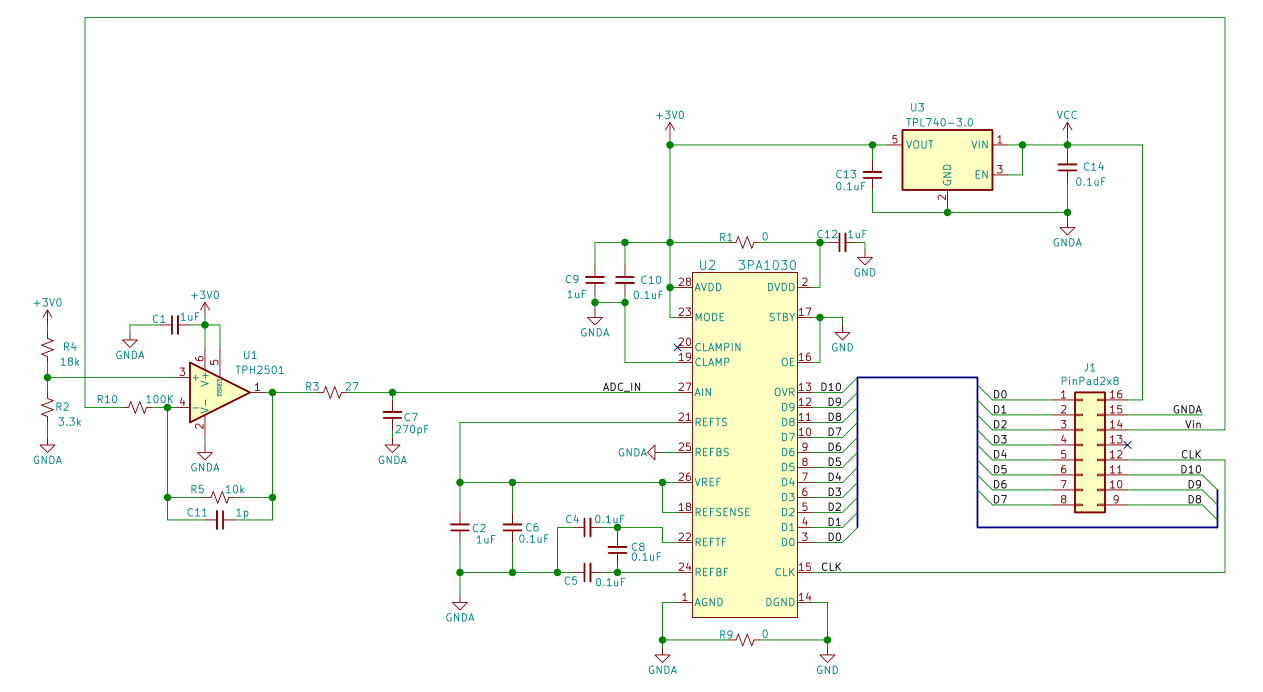 U3
TPL740-3.0
+3V0
VCC
5
VOUT
VIN
1
EN
3
GND
2
C13
0.1uF
C14
0.1uF
GNDA
R1
0
C12
1uF
GND
C9
1uF
C10
0.1uF
GNDA
U2
3PA1030
28
AVDD
DVDD
2
23
MODE
STBY
17
GND
20
CLAMPIN
19
CLAMP
OE
16
27
AIN
OVR
13
D10
D9
12
D9
21
REFTS
D8
11
D8
D7
10
D7
25
REFBS
D6
9
D6
GNDA
D5
8
D5
26
VREF
D4
7
D4
D3
6
D3
18
REFSENSE
D2
5
D2
D1
4
D1
22
REFTF
D0
3
D0
24
REFBF
CLK
15
CLK
1
AGND
DGND
14
R9
0
GNDA
GND
+3V0
R4
18k
R2
3.3k
GNDA
+3V0
C1
1uF
GNDA
U1
TPH2501
6
5
3
+
V+
1
4
-
V-
2
GNDA
R10
100K
R5
10k
C11
1p
R3
27
ADC_IN
C7
270pF
GNDA
C2
1uF
C6
0.1uF
C4
0.1uF
C8
0.1uF
C5
0.1uF
GNDA
J1
PinPad2x8
D0
1
16
D1
2
15
GNDA
D2
3
14
Vin
D3
4
13
D4
5
12
CLK
D5
6
11
D10
D6
7
10
D9
D7
8
9
D8